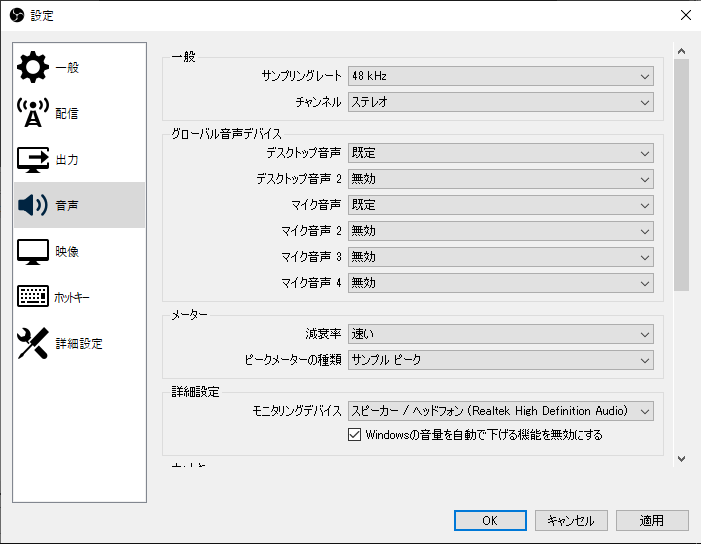 設定
一般
配信
出力
音声
映像
ホットキー
詳細設定
一般
サンプリングレート 48 kHz
チャンネル ステレオ
グローバル音声デバイス
デスクトップ音声 既定
デスクトップ音声 2 無効
マイク音声 既定
マイク音声 2 無効
マイク音声 3 無効
マイク音声 4 無効
メーター
減衰率 速い
ピークメーターの種類 サンプル ピーク
詳細設定
モニタリングデバイス スピーカー / ヘッドフォン (Realtek High Definition Audio)
Windowsの音量を自動で下げる機能を無効にする
OK キャンセル 適用